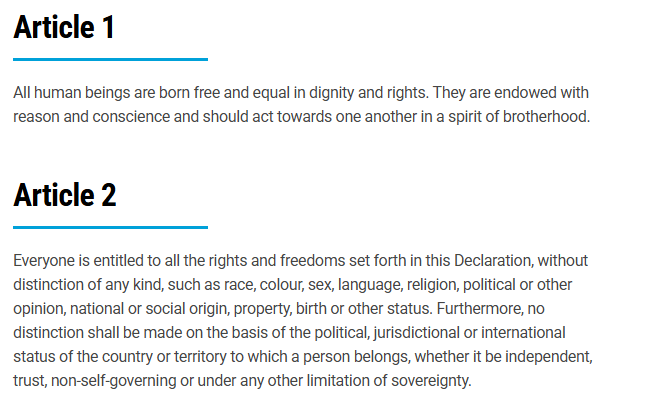 Article 1
All human beings are born free and equal in dignity and rights. They are endowed with
reason and conscience and should act towards one another in a spirit of brotherhood.
Article 2
Everyone is entitled to all the rights and freedoms set forth in this Declaration, without
distinction of any kind, such as race, colour, sex, language, religion, political or other
opinion, national or social origin, property, birth or other status. Furthermore, no
distinction shall be made on the basis of the political, jurisdictional or international
status of the country or territory to which a person belongs, whether it be independent,
trust, non-self-governing or under any other limitation of sovereignty.